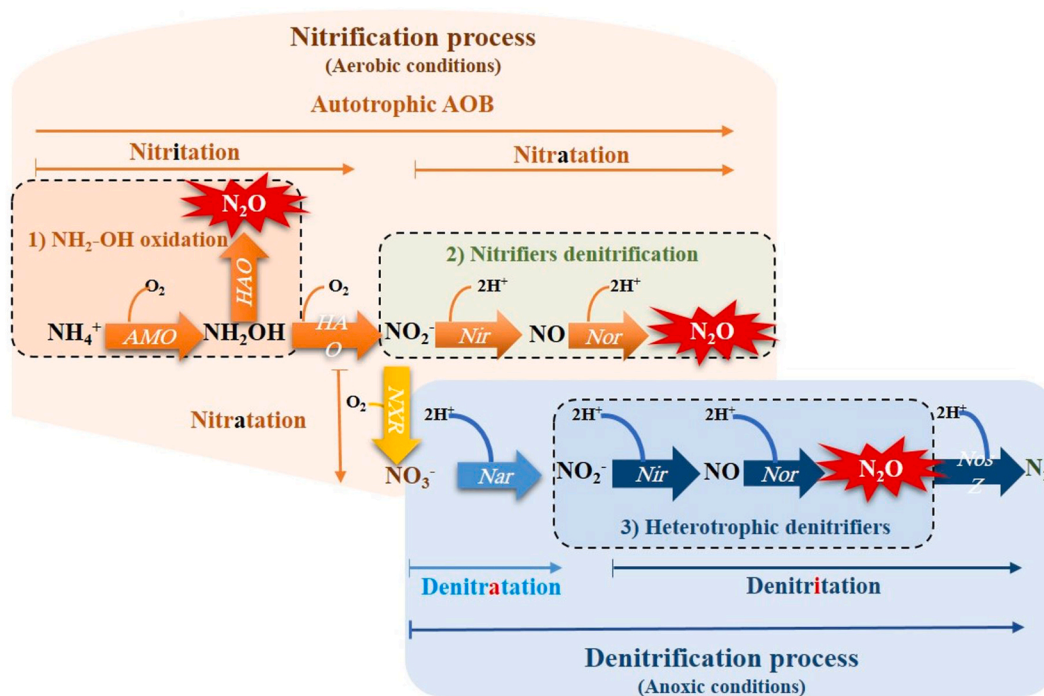 Nitrification process
(Aerobic conditions)
Autotrophic AOB
Nitritation
Nitratation
N₂O
1) NH₂-OH oxidation
HAO
O₂
NH₄⁺
AMO
NH₂OH
O₂
HA
O
2) Nitrifiers denitrification
2H⁺
2H⁺
NO₂⁻
Nir
NO
Nor
N₂O
Nitratation
O₂
NXR
NO₃⁻
2H⁺
Nar
2H⁺
2H⁺
2H⁺
NO₂⁻
Nir
NO
Nor
N₂O
Nos
Z
N
3) Heterotrophic denitrifiers
Denitratation
Denitritation
Denitrification process
(Anoxic conditions)